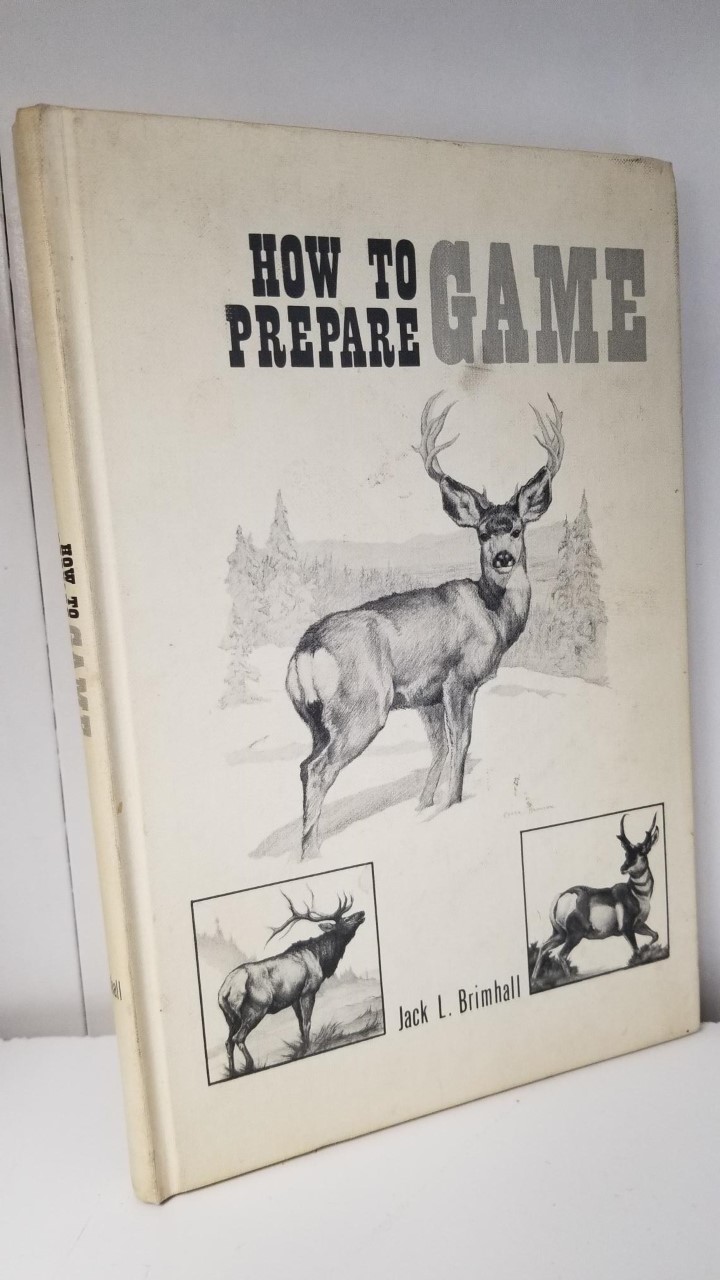 HOW TO
PREPARE GAME
Jack L. Brimhall
HOW TO GAME